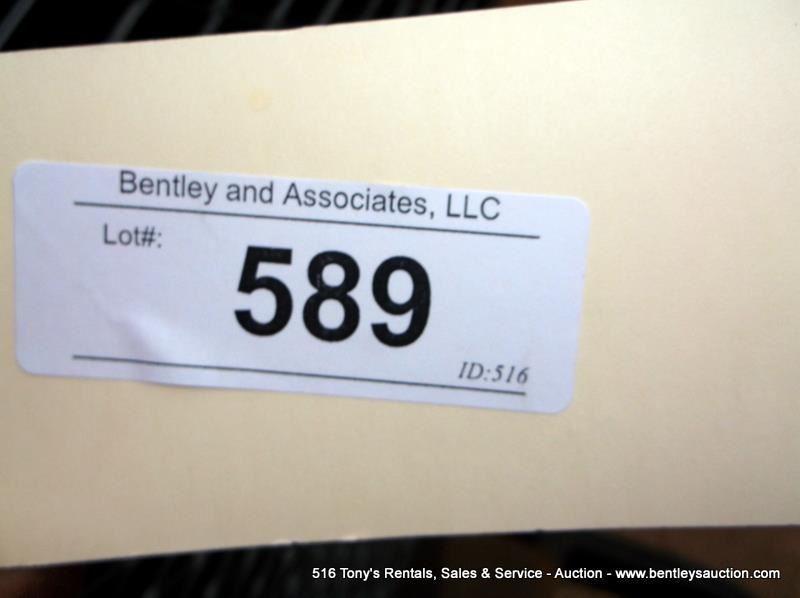 Bentley and Associates, LLC
Lot#:
589
ID:516
516 Tony's Rentals, Sales & Service - Auction - www.bentleysauction.com